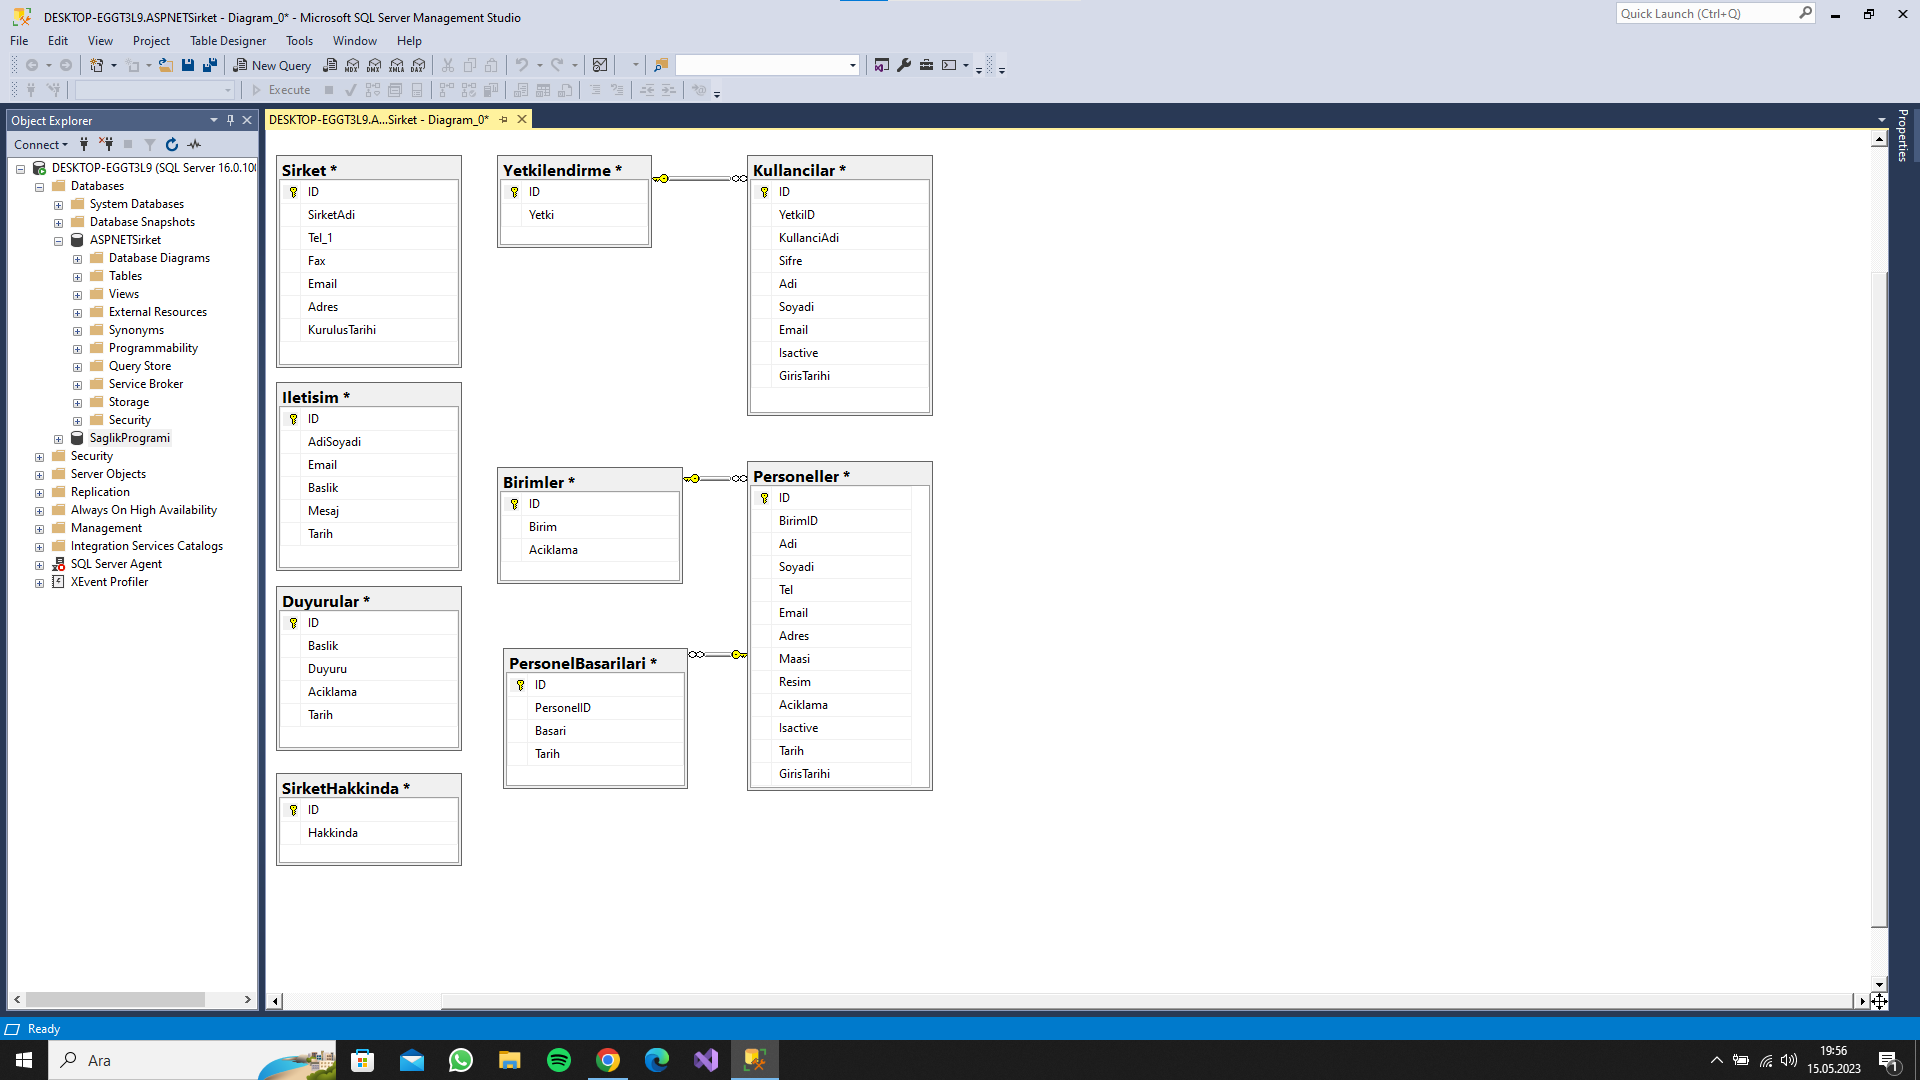 DESKTOP-EGGT3L9.ASPNETSirket - Diagram_0* - Microsoft SQL Server Management Studio
Quick Launch (Ctrl+Q)
File Edit View Project Table Designer Tools Window Help
New Query
MDX DMX XMLA DAX
Execute
Object Explorer
Connect
DESKTOP-EGGT3L9 (SQL Server 16.0.100
Databases
System Databases
Database Snapshots
ASPNETSirket
Database Diagrams
Tables
Views
External Resources
Synonyms
Programmability
Query Store
Service Broker
Storage
Security
SaglikProgrami
Security
Server Objects
Replication
Always On High Availability
Management
Integration Services Catalogs
SQL Server Agent
XEvent Profiler
DESKTOP-EGGT3L9.A...Sirket - Diagram_0*
Sirket *
ID
SirketAdi
Tel_1
Fax
Email
Adres
KurulusTarihi
Iletisim *
ID
AdiSoyadi
Email
Baslik
Mesaj
Tarih
Duyurular *
ID
Baslik
Duyuru
Aciklama
Tarih
SirketHakkinda *
ID
Hakkinda
Yetkilendirme *
ID
Yetki
Birimler *
ID
Birim
Aciklama
PersonelBasarilari *
ID
PersonelID
Basari
Tarih
Kullancilar *
ID
YetkiID
KullanciAdi
Sifre
Adi
Soyadi
Email
Isactive
GirisTarihi
Personeller *
ID
BirimID
Adi
Soyadi
Tel
Email
Adres
Maasi
Resim
Aciklama
Isactive
Tarih
GirisTarihi
Properties
Ready
Ara
19:56
15.05.2023
1